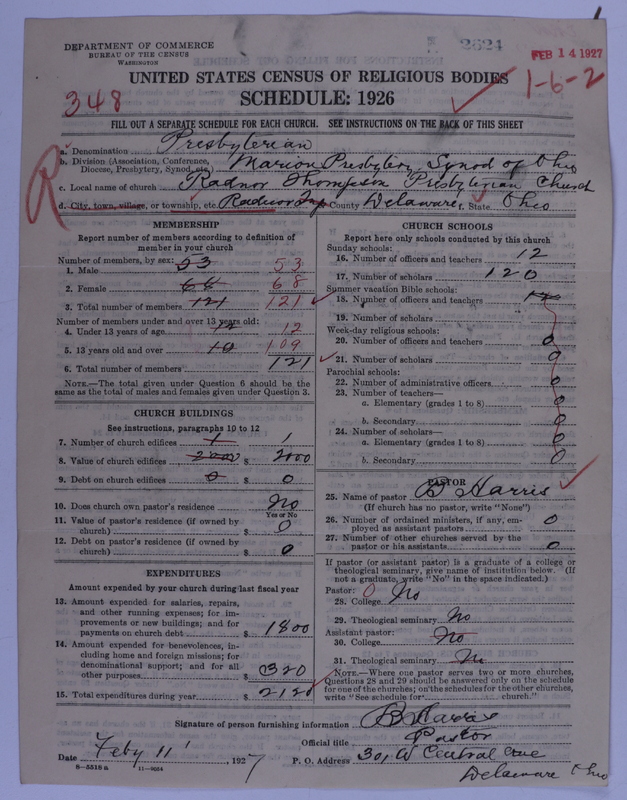 DEPARTMENT OF COMMERCE
BUREAU OF THE CENSUS
WASHINGTON
2624
FEB 14 1927
1-6-2
UNITED STATES CENSUS OF RELIGIOUS BODIES
348
SCHEDULE: 1926
FILL OUT A SEPARATE SCHEDULE FOR EACH CHURCH. SEE INSTRUCTIONS ON THE BACK OF THIS SHEET
R
a. Denomination Presbyterian
b. Division (Association, Conference, Diocese, Presbytery, Synod, etc.) Marion Presbytery Synod of Ohio
c. Local name of church Radnor Thompson Presbyterian Church
d. City, town, village, or township, etc. Radnor Twp County Delaware f. State Ohio
MEMBERSHIP
Report number of members according to definition of
member in your church
Number of members, by sex:
1. Male 53 53
2. Female 68 68
3. Total number of members 121 121
Number of members under and over 13 years old:
4. Under 13 years of age 12 12
5. 13 years old and over 10 109
6. Total number of members 121
NOTE.—The total given under Question 6 should be the
same as the total of males and females given under Question 3.
CHURCH BUILDINGS
See instructions, paragraphs 10 to 12
7. Number of church edifices 1 1
8. Value of church edifices 2000 $ 2000
9. Debt on church edifices 0 $ 0
10. Does church own pastor's residence No
Yes or No
11. Value of pastor's residence (if owned by
church) $ 0
12. Debt on pastor's residence (if owned by
church) $ 0
EXPENDITURES
Amount expended by your church during last fiscal year
13. Amount expended for salaries, repairs,
and other running expenses; for im-
provements or new buildings; and for
payments on church debt $ 1800
14. Amount expended for benevolences, in-
cluding home and foreign missions; for
denominational support; and for all
other purposes $ 320
15. Total expenditures during year $ 2120
CHURCH SCHOOLS
Report here only schools conducted by this church
Sunday schools:
16. Number of officers and teachers 12
17. Number of scholars 120
Summer vacation Bible schools:
18. Number of officers and teachers
19. Number of scholars
Week-day religious schools:
20. Number of officers and teachers 0
21. Number of scholars 0
Parochial schools:
22. Number of administrative officers 0
23. Number of teachers—
a. Elementary (grades 1 to 8) 0
b. Secondary 0
24. Number of scholars—
a. Elementary (grades 1 to 8) 0
b. Secondary 0
PASTOR
25. Name of pastor B Harris
(If church has no pastor, write "None")
26. Number of ordained ministers, if any, em-
ployed as assistant pastors 0
27. Number of other churches served by the
pastor or his assistants 0
If pastor (or assistant pastor) is a graduate of a college or
theological seminary, give name of institution below. (If
not a graduate, write "No" in the space indicated.)
Pastor: 0
28. College No
29. Theological seminary No
Assistant pastor:
30. College No
31. Theological seminary No
NOTE.—Where one pastor serves two or more churches,
Questions 28 and 29 should be answered only on the schedule
for one of the churches; on the schedules for the other churches,
write "See schedule for church."
Signature of person furnishing information B Harris
Official title Pastor
Date Feby 11 1927 P. O. Address 301 W Central Ave
8-5518a 11-8084 Delaware Ohio